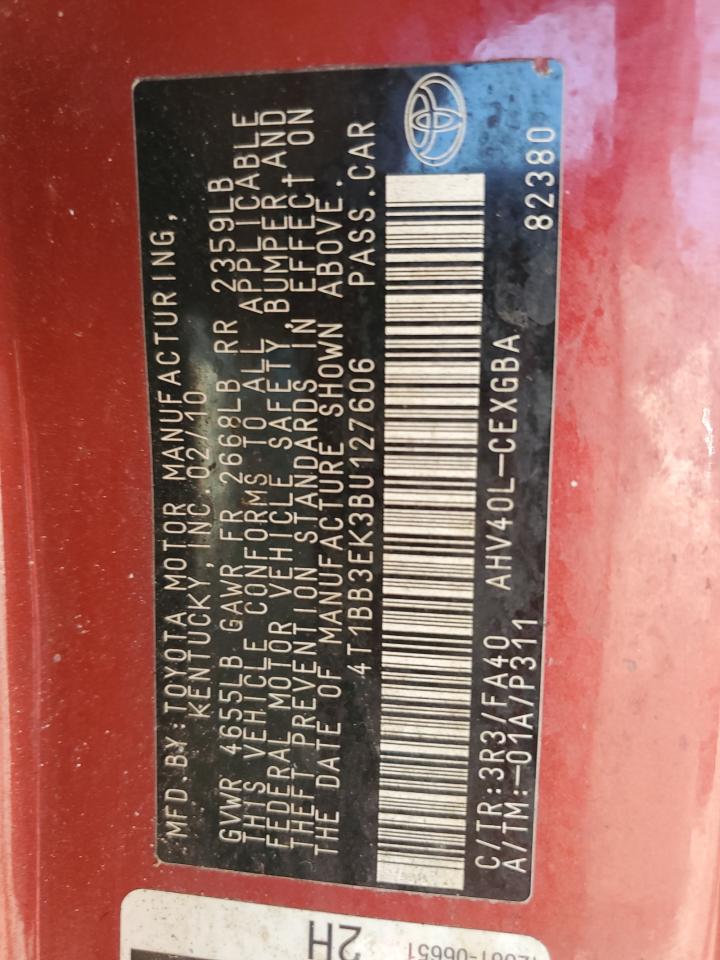 MFD.BY:TOYOTA MOTOR MANUFACTURING,
KENTUCKY,INC.02/10
GVWR 4655LB GAWR FR 2668LB RR 2359LB
THIS VEHICLE CONFORMS TO ALL APPLICABLE
FEDERAL MOTOR VEHICLE SAFETY, BUMPER,AND
THEFT PREVENTION STANDARDS IN EFFECT ON
THE DATE OF MANUFACTURE SHOWN ABOVE.
4T1BB3EK3BU127606 PASS.CAR
C/TR:3R3/FA40 AHV40L-CEXGBA
A/TM:-01A/P311 82380
2H